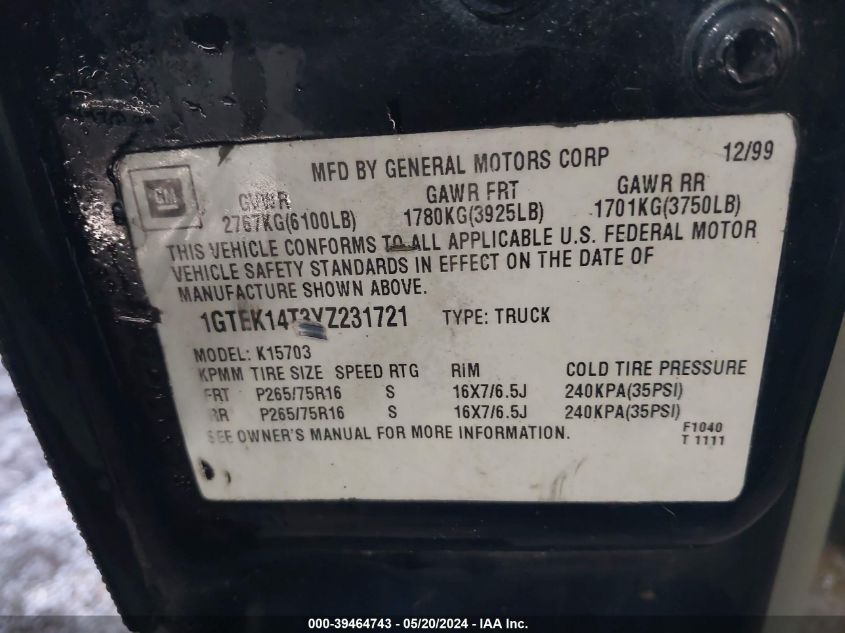 GM
MFD BY GENERAL MOTORS CORP 12/99
GVWR GAWR FRT GAWR RR
2767KG(6100LB) 1780KG(3925LB) 1701KG(3750LB)
THIS VEHICLE CONFORMS TO ALL APPLICABLE U.S. FEDERAL MOTOR
VEHICLE SAFETY STANDARDS IN EFFECT ON THE DATE OF
MANUFACTURE SHOWN ABOVE.
1GTEK14T3YZ231721 TYPE: TRUCK
MODEL: K15703
KPMM TIRE SIZE SPEED RTG RIM COLD TIRE PRESSURE
FRT P265/75R16 S 16X7/6.5J 240KPA(35PSI)
RR P265/75R16 S 16X7/6.5J 240KPA(35PSI)
SEE OWNER'S MANUAL FOR MORE INFORMATION.
F1040
T 1111
000-39464743 - 05/20/2024 - IAA Inc.